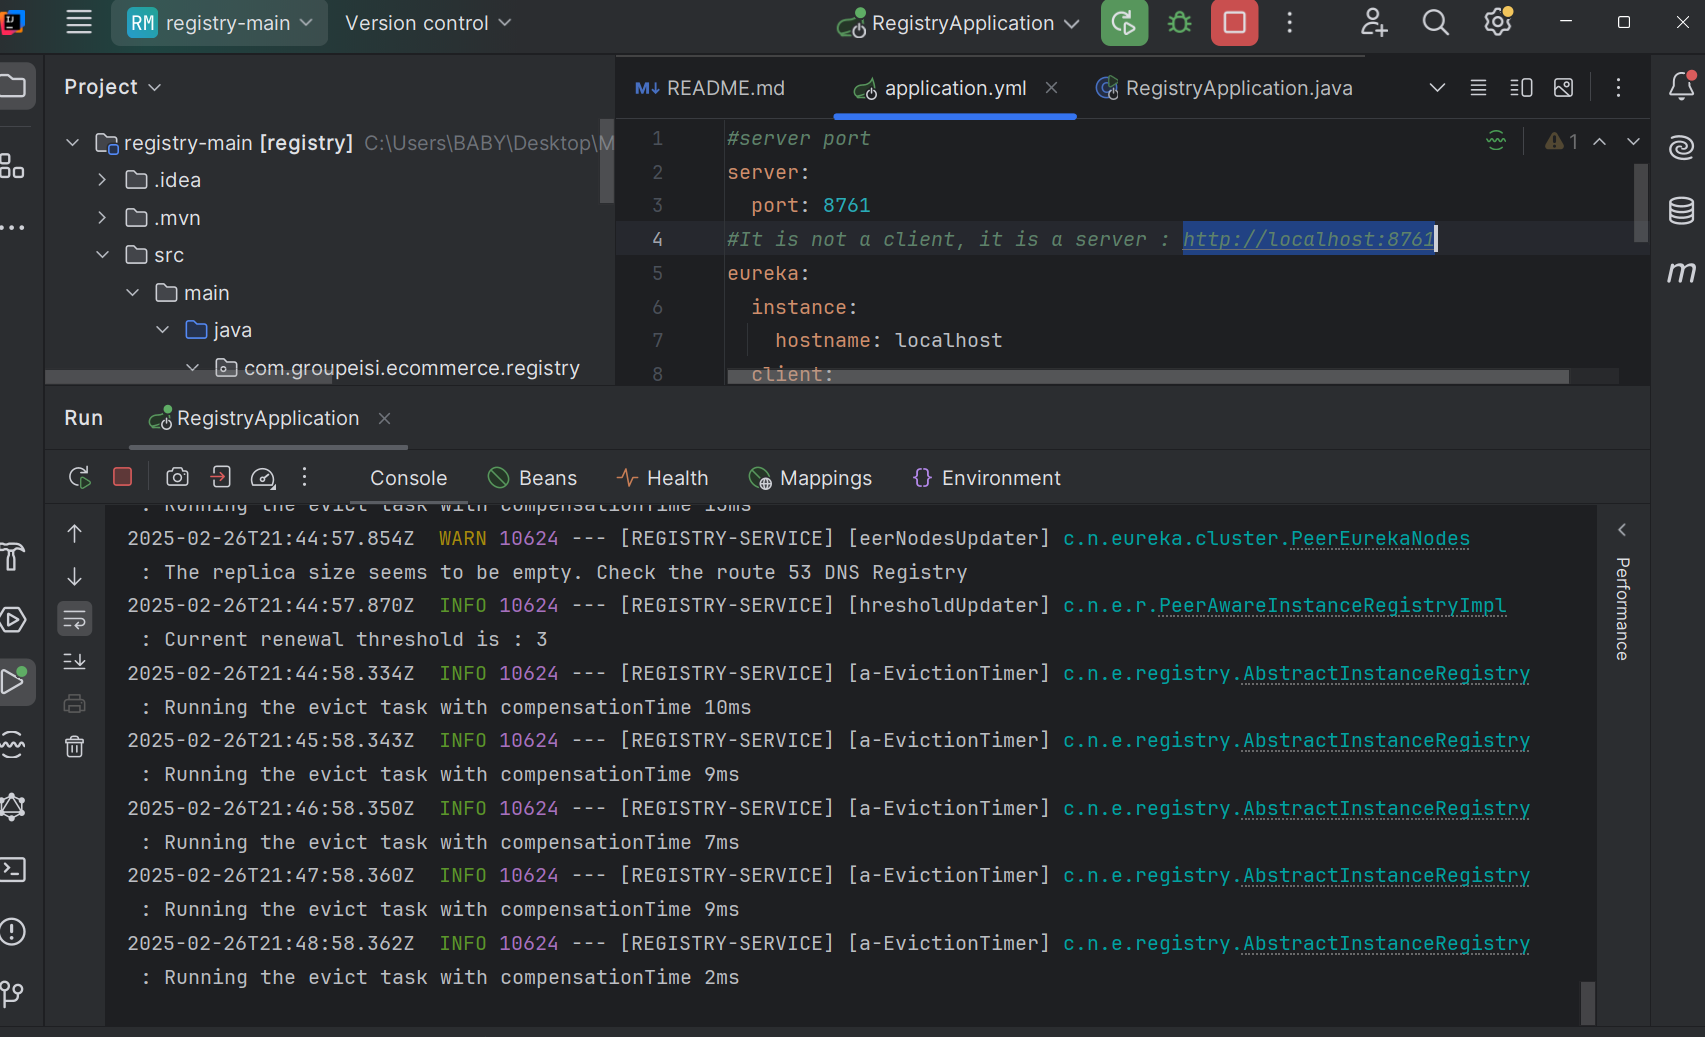 RM registry-main Version control RegistryApplication
Project
README.md application.yml RegistryApplication.java
registry-main [registry] C:\Users\BABY\Desktop\M
.idea
.mvn
src
main
java
com.groupeisi.ecommerce.registry
1 #server port
2 server:
3 port: 8761
4 #It is not a client, it is a server : http://localhost:8761
5 eureka:
6 instance:
7 hostname: localhost
8 client:
1
m
Run RegistryApplication
Console Beans Health Mappings Environment
: Running the evict task with compensationTime 13ms
2025-02-26T21:44:57.854Z WARN 10624 --- [REGISTRY-SERVICE] [eerNodesUpdater] c.n.eureka.cluster.PeerEurekaNodes
: The replica size seems to be empty. Check the route 53 DNS Registry
2025-02-26T21:44:57.870Z INFO 10624 --- [REGISTRY-SERVICE] [hresholdUpdater] c.n.e.r.PeerAwareInstanceRegistryImpl
: Current renewal threshold is : 3
2025-02-26T21:44:58.334Z INFO 10624 --- [REGISTRY-SERVICE] [a-EvictionTimer] c.n.e.registry.AbstractInstanceRegistry
: Running the evict task with compensationTime 10ms
2025-02-26T21:45:58.343Z INFO 10624 --- [REGISTRY-SERVICE] [a-EvictionTimer] c.n.e.registry.AbstractInstanceRegistry
: Running the evict task with compensationTime 9ms
2025-02-26T21:46:58.350Z INFO 10624 --- [REGISTRY-SERVICE] [a-EvictionTimer] c.n.e.registry.AbstractInstanceRegistry
: Running the evict task with compensationTime 7ms
2025-02-26T21:47:58.360Z INFO 10624 --- [REGISTRY-SERVICE] [a-EvictionTimer] c.n.e.registry.AbstractInstanceRegistry
: Running the evict task with compensationTime 9ms
2025-02-26T21:48:58.362Z INFO 10624 --- [REGISTRY-SERVICE] [a-EvictionTimer] c.n.e.registry.AbstractInstanceRegistry
: Running the evict task with compensationTime 2ms
Performance